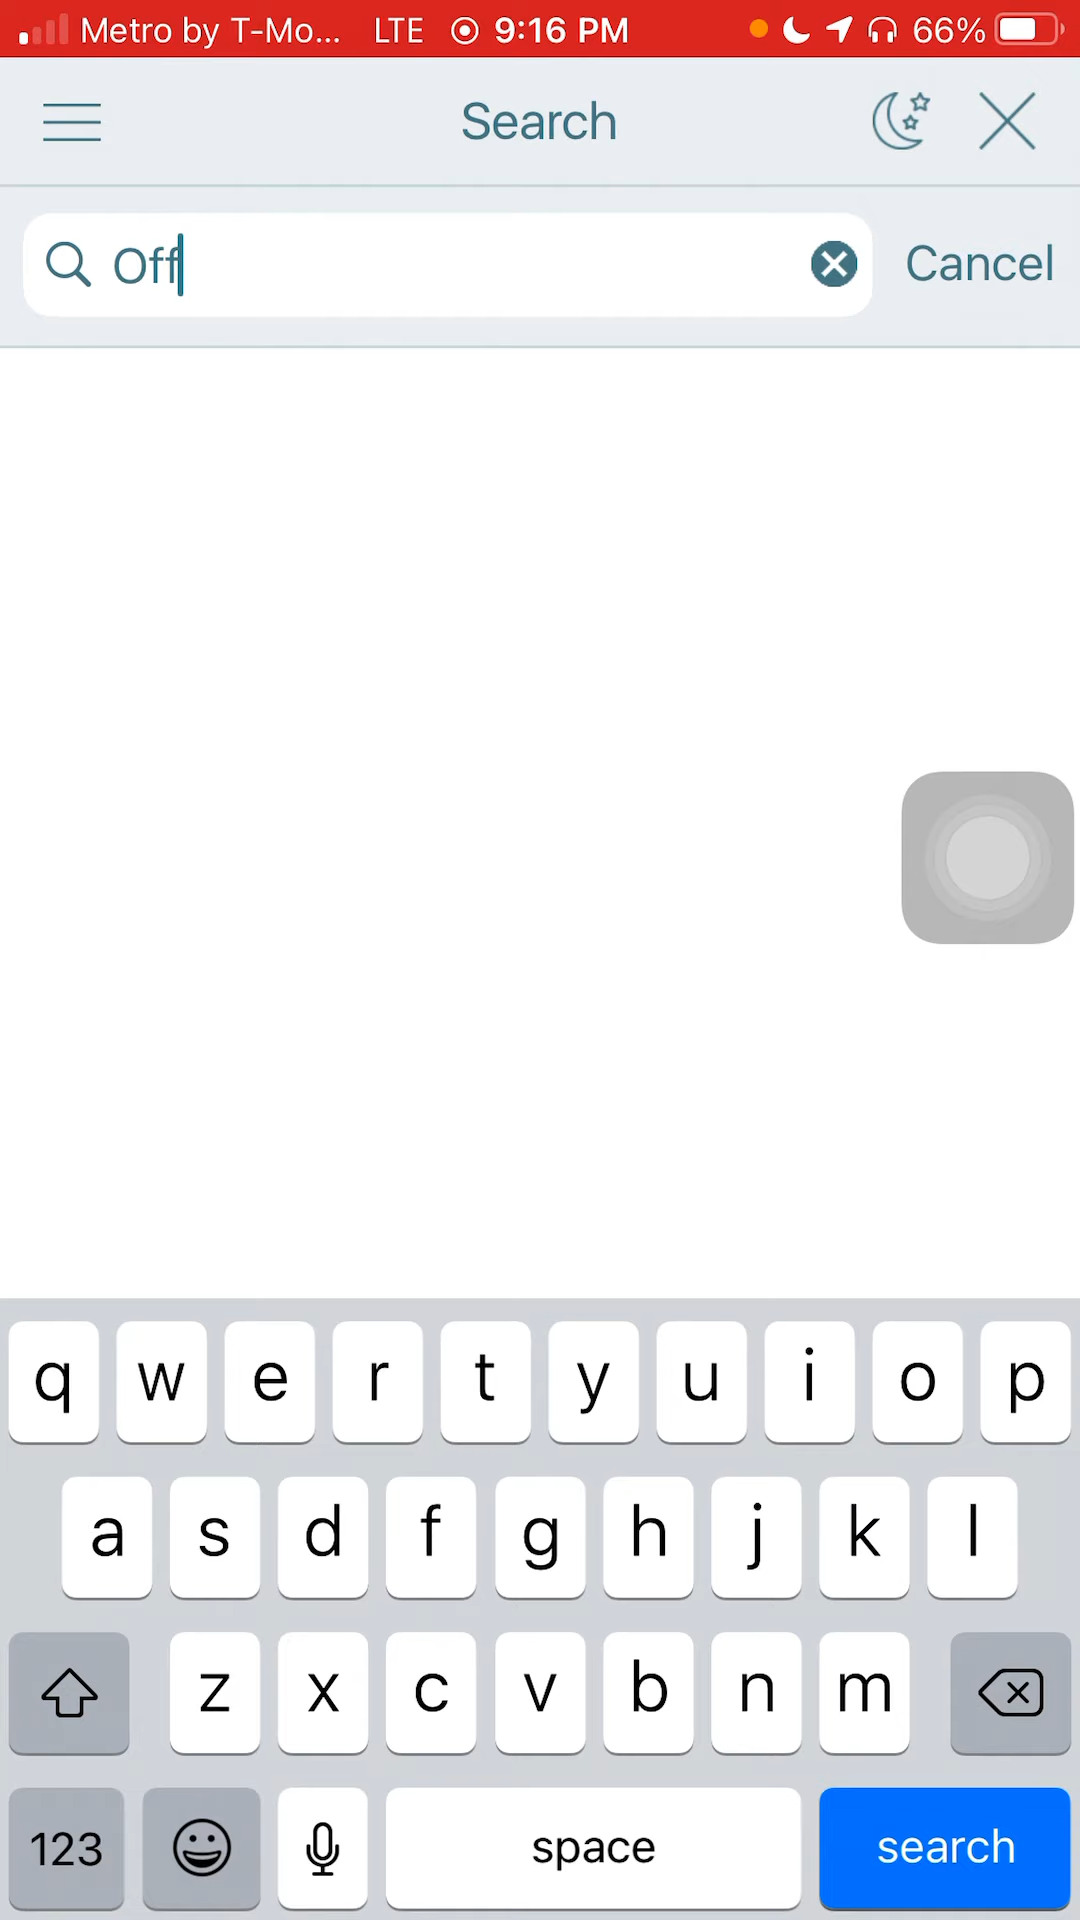 Metro by T-Mo... LTE 9:16 PM 66%
Search
Off Cancel
q w e r t y u i o p
a s d f g h j k l
z x c v b n m
123 space search